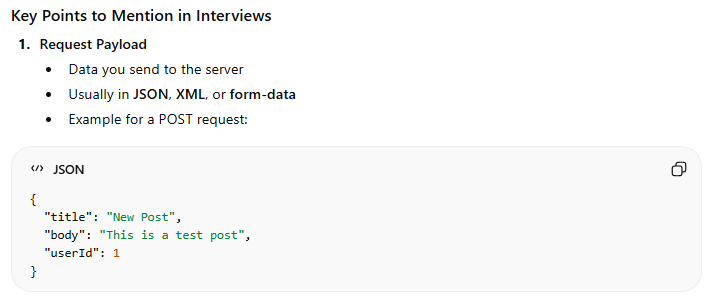 Key Points to Mention in Interviews
1. Request Payload
• Data you send to the server
• Usually in JSON, XML, or form-data
• Example for a POST request:
</> JSON
{
  "title": "New Post",
  "body": "This is a test post",
  "userId": 1
}